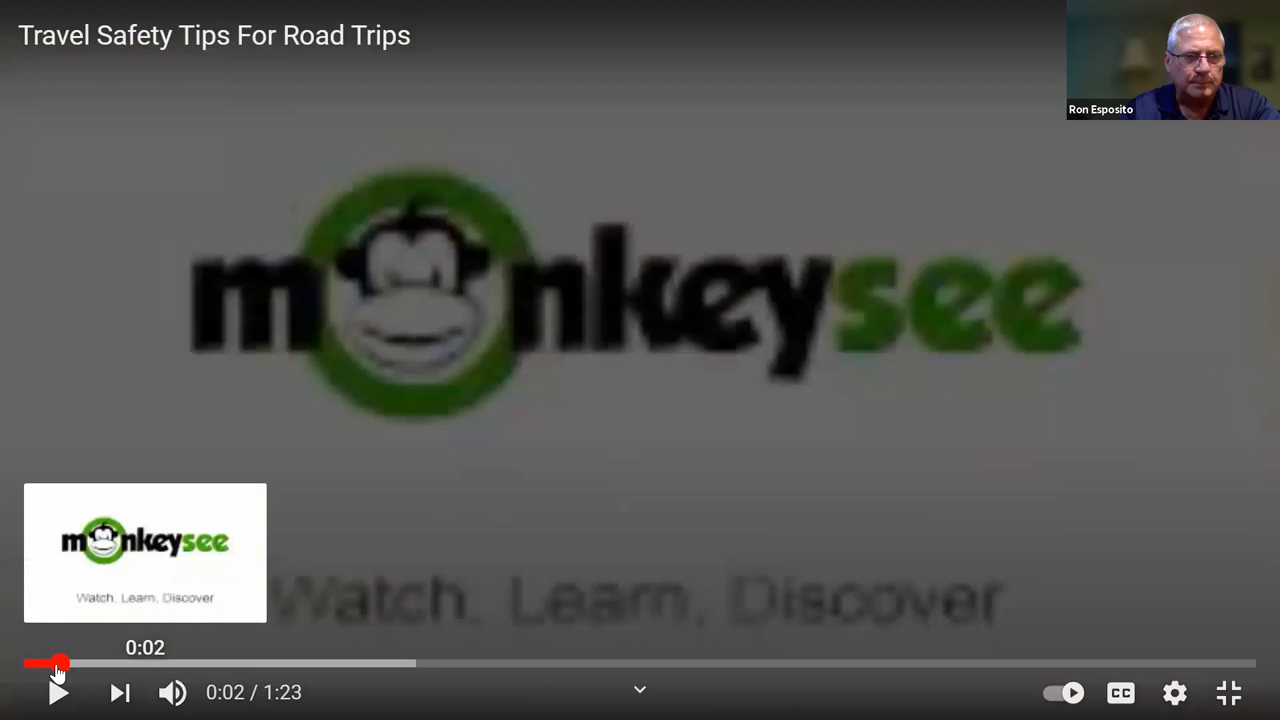 Travel Safety Tips For Road Trips
Ron Esposito
monkeysee
monkeysee
Watch. Learn. Discover
Watch. Learn. Discover
0:02
0:02 / 1:23
CC